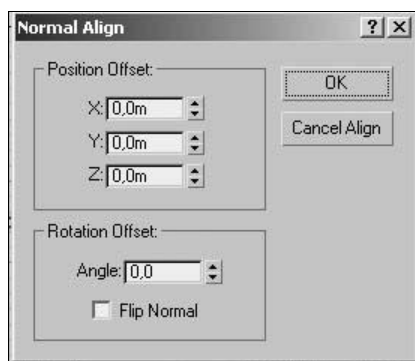 Normal Align
Position Offset:
X: 0,0m
Y: 0,0m
Z: 0,0m
OK
Cancel Align
Rotation Offset:
Angle: 0,0
Flip Normal